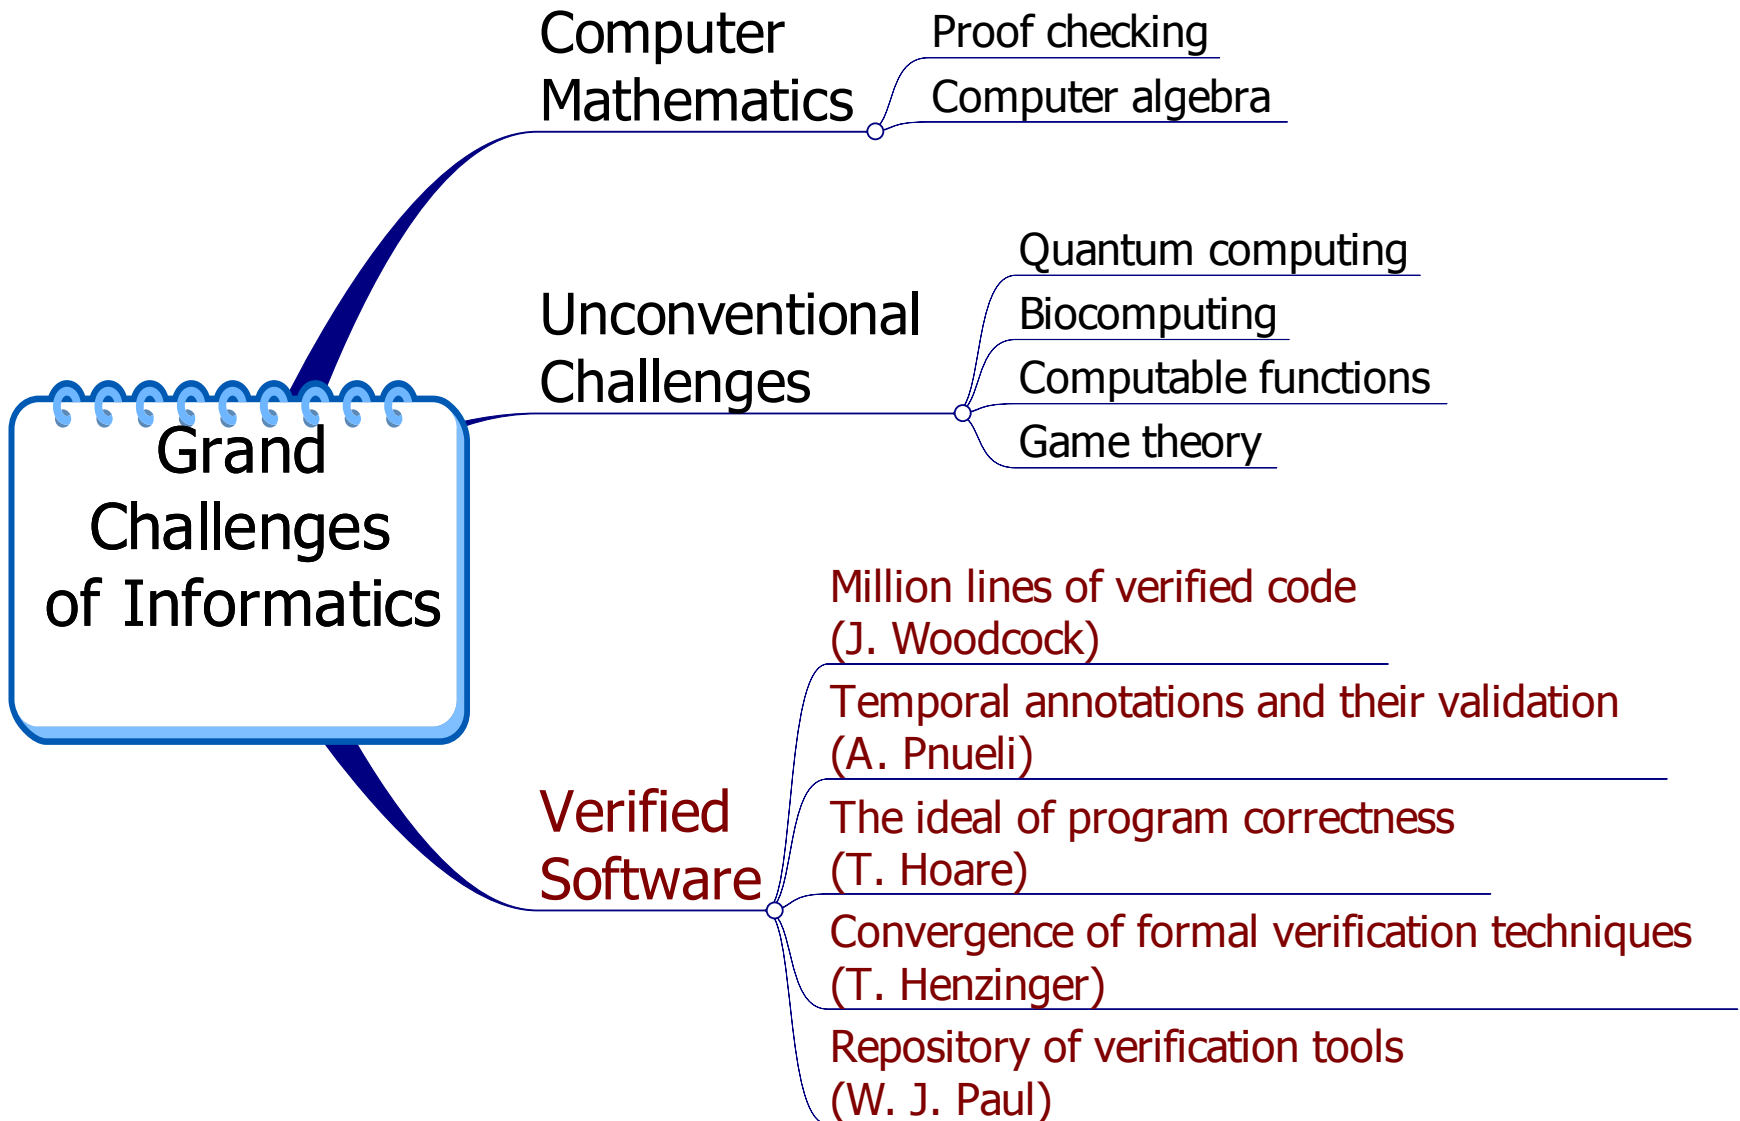 Grand
Challenges
of Informatics
Computer
Mathematics
Proof checking
Computer algebra
Unconventional
Challenges
Quantum computing
Biocomputing
Computable functions
Game theory
Verified
Software
Million lines of verified code
(J. Woodcock)
Temporal annotations and their validation
(A. Pnueli)
The ideal of program correctness
(T. Hoare)
Convergence of formal verification techniques
(T. Henzinger)
Repository of verification tools
(W. J. Paul)